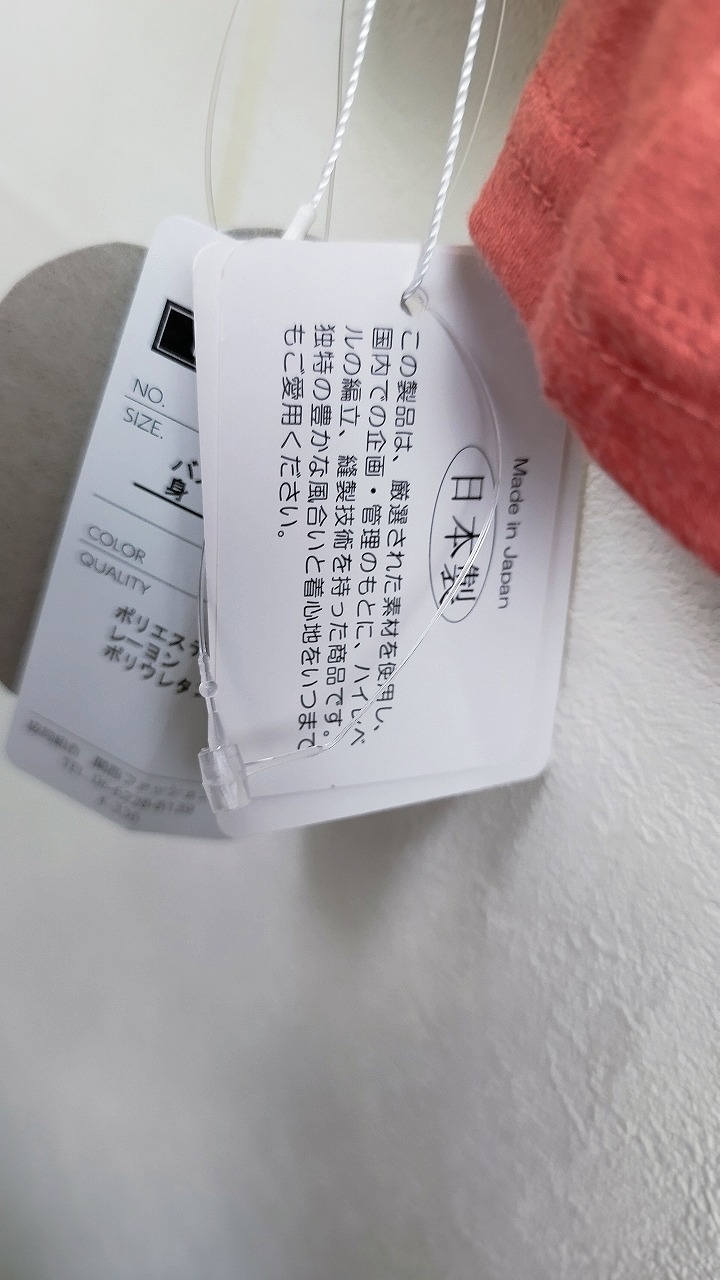 Made in Japan
日本製
この製品は、厳選された素材を使用し、
国内での企画・管理のもとに、ハイレベ
ルの編立、縫製技術を持った商品です。
独特の豊かな風合いと着心地をいつまで
もご愛用ください。
NO.
SIZE.
身
COLOR
QUALITY
ポリエステ
レーヨン
ポリウレタ